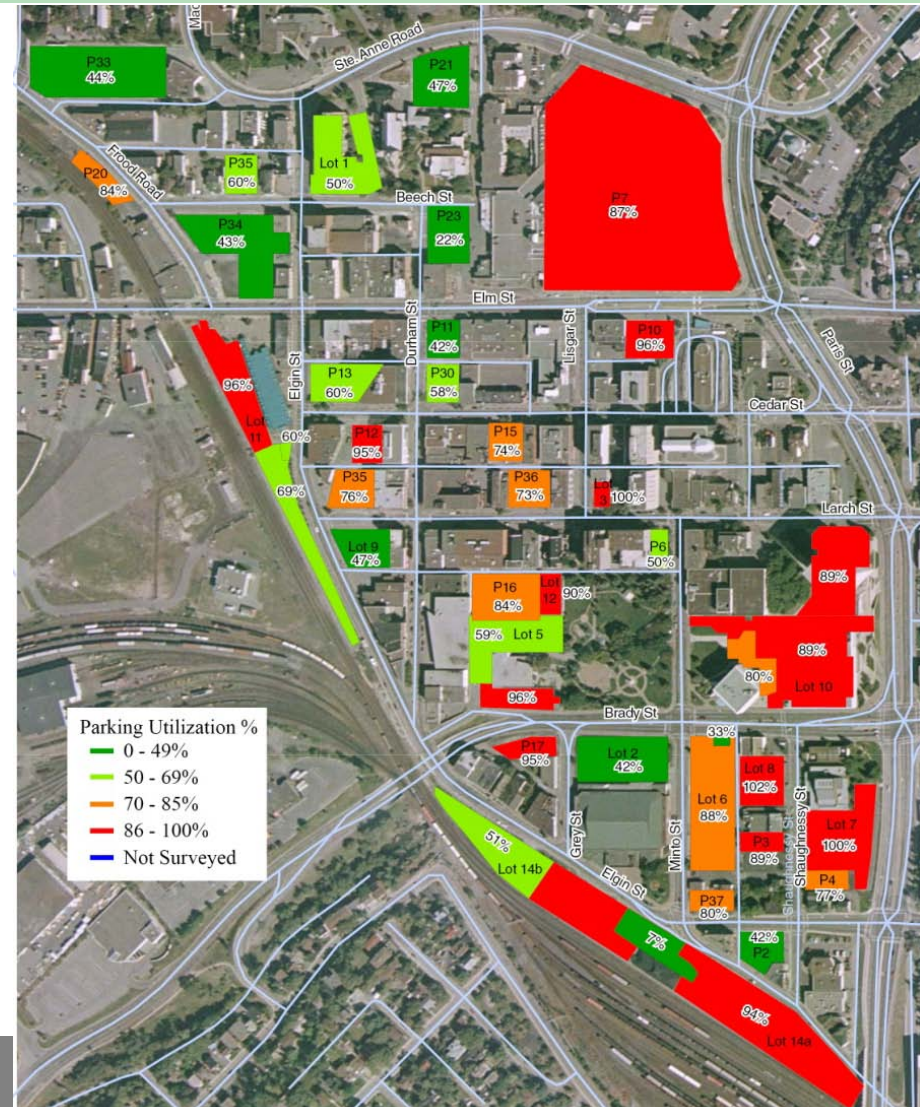 Ste. Anne Road
P33
44%
P21
47%
Frood Road
P20
84%
P35
60%
Lot 1
50%
P7
87%
Beech St
P34
43%
P23
22%
Elm St
P11
42%
Durham St
Lisgar St
P10
96%
Paris St
Elgin St
P13
60%
P30
58%
96%
Lot
11
Cedar St
60%
P12
95%
P15
74%
69%
P35
76%
P36
73%
Lot
3
100%
Larch St
Lot 9
47%
P6
50%
P16
84%
Lot
12
90%
89%
59%
Lot 5
89%
80%
Lot 10
96%
Brady St
Parking Utilization %
0 - 49%
50 - 69%
70 - 85%
86 - 100%
Not Surveyed
P17
95%
Lot 2
42%
33%
Lot 6
88%
Lot 8
102%
Grey St
Minto St
Shaughnessy St
Shaughnessy St
P3
89%
Lot 7
100%
P4
77%
51%
Lot 14b
Elgin St
P37
80%
7%
42%
P2
94%
Lot 14a